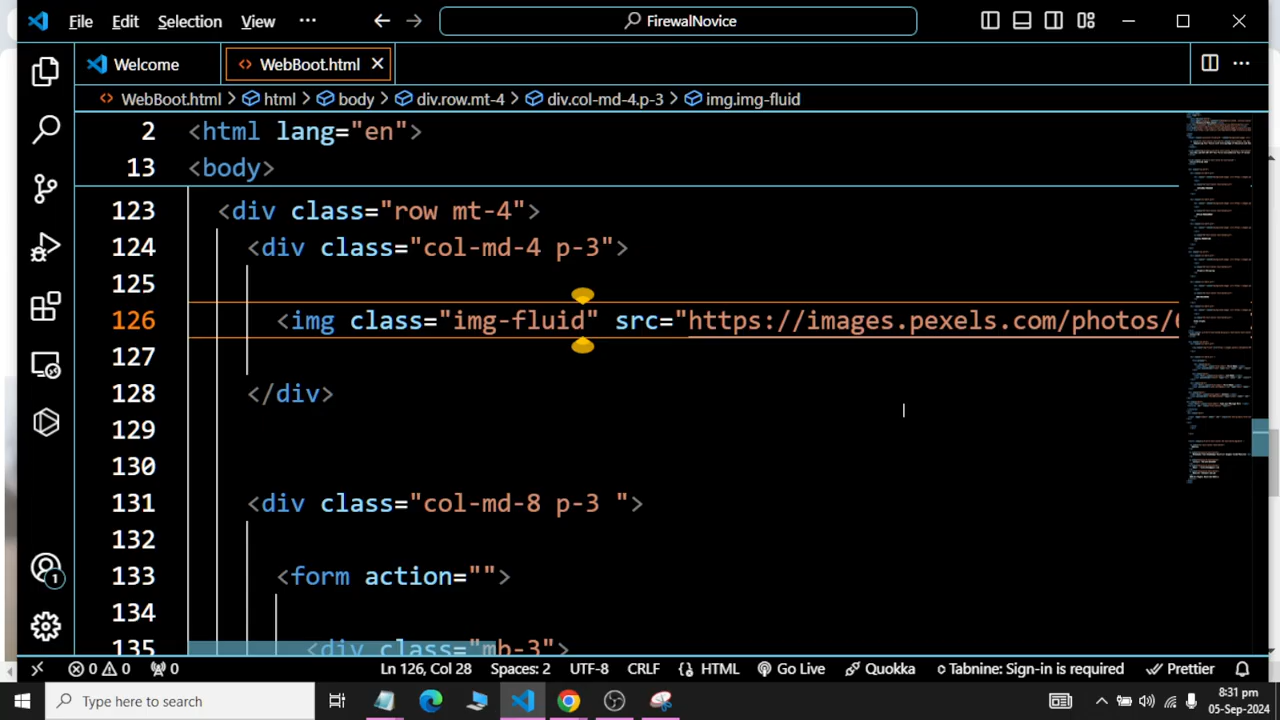 File Edit Selection View ··· FirewalNovice
Welcome WebBoot.html
WebBoot.html > html > body > div.row.mt-4 > div.col-md-4.p-3 > img.img-fluid
2 <html lang="en">
13 <body>
123 <div class="row mt-4">
124 <div class="col-md-4 p-3">
125
126 <img class="img-fluid" src="https://images.pexels.com/photos/
127
128 </div>
129
130
131 <div class="col-md-8 p-3 ">
132
133 <form action="">
134
135 <div class="mb-3">
1
0 0 0 Ln 126, Col 28 Spaces: 2 UTF-8 CRLF HTML Go Live Quokka Tabnine: Sign-in is required Prettier
Type here to search
8:31 pm
05-Sep-2024